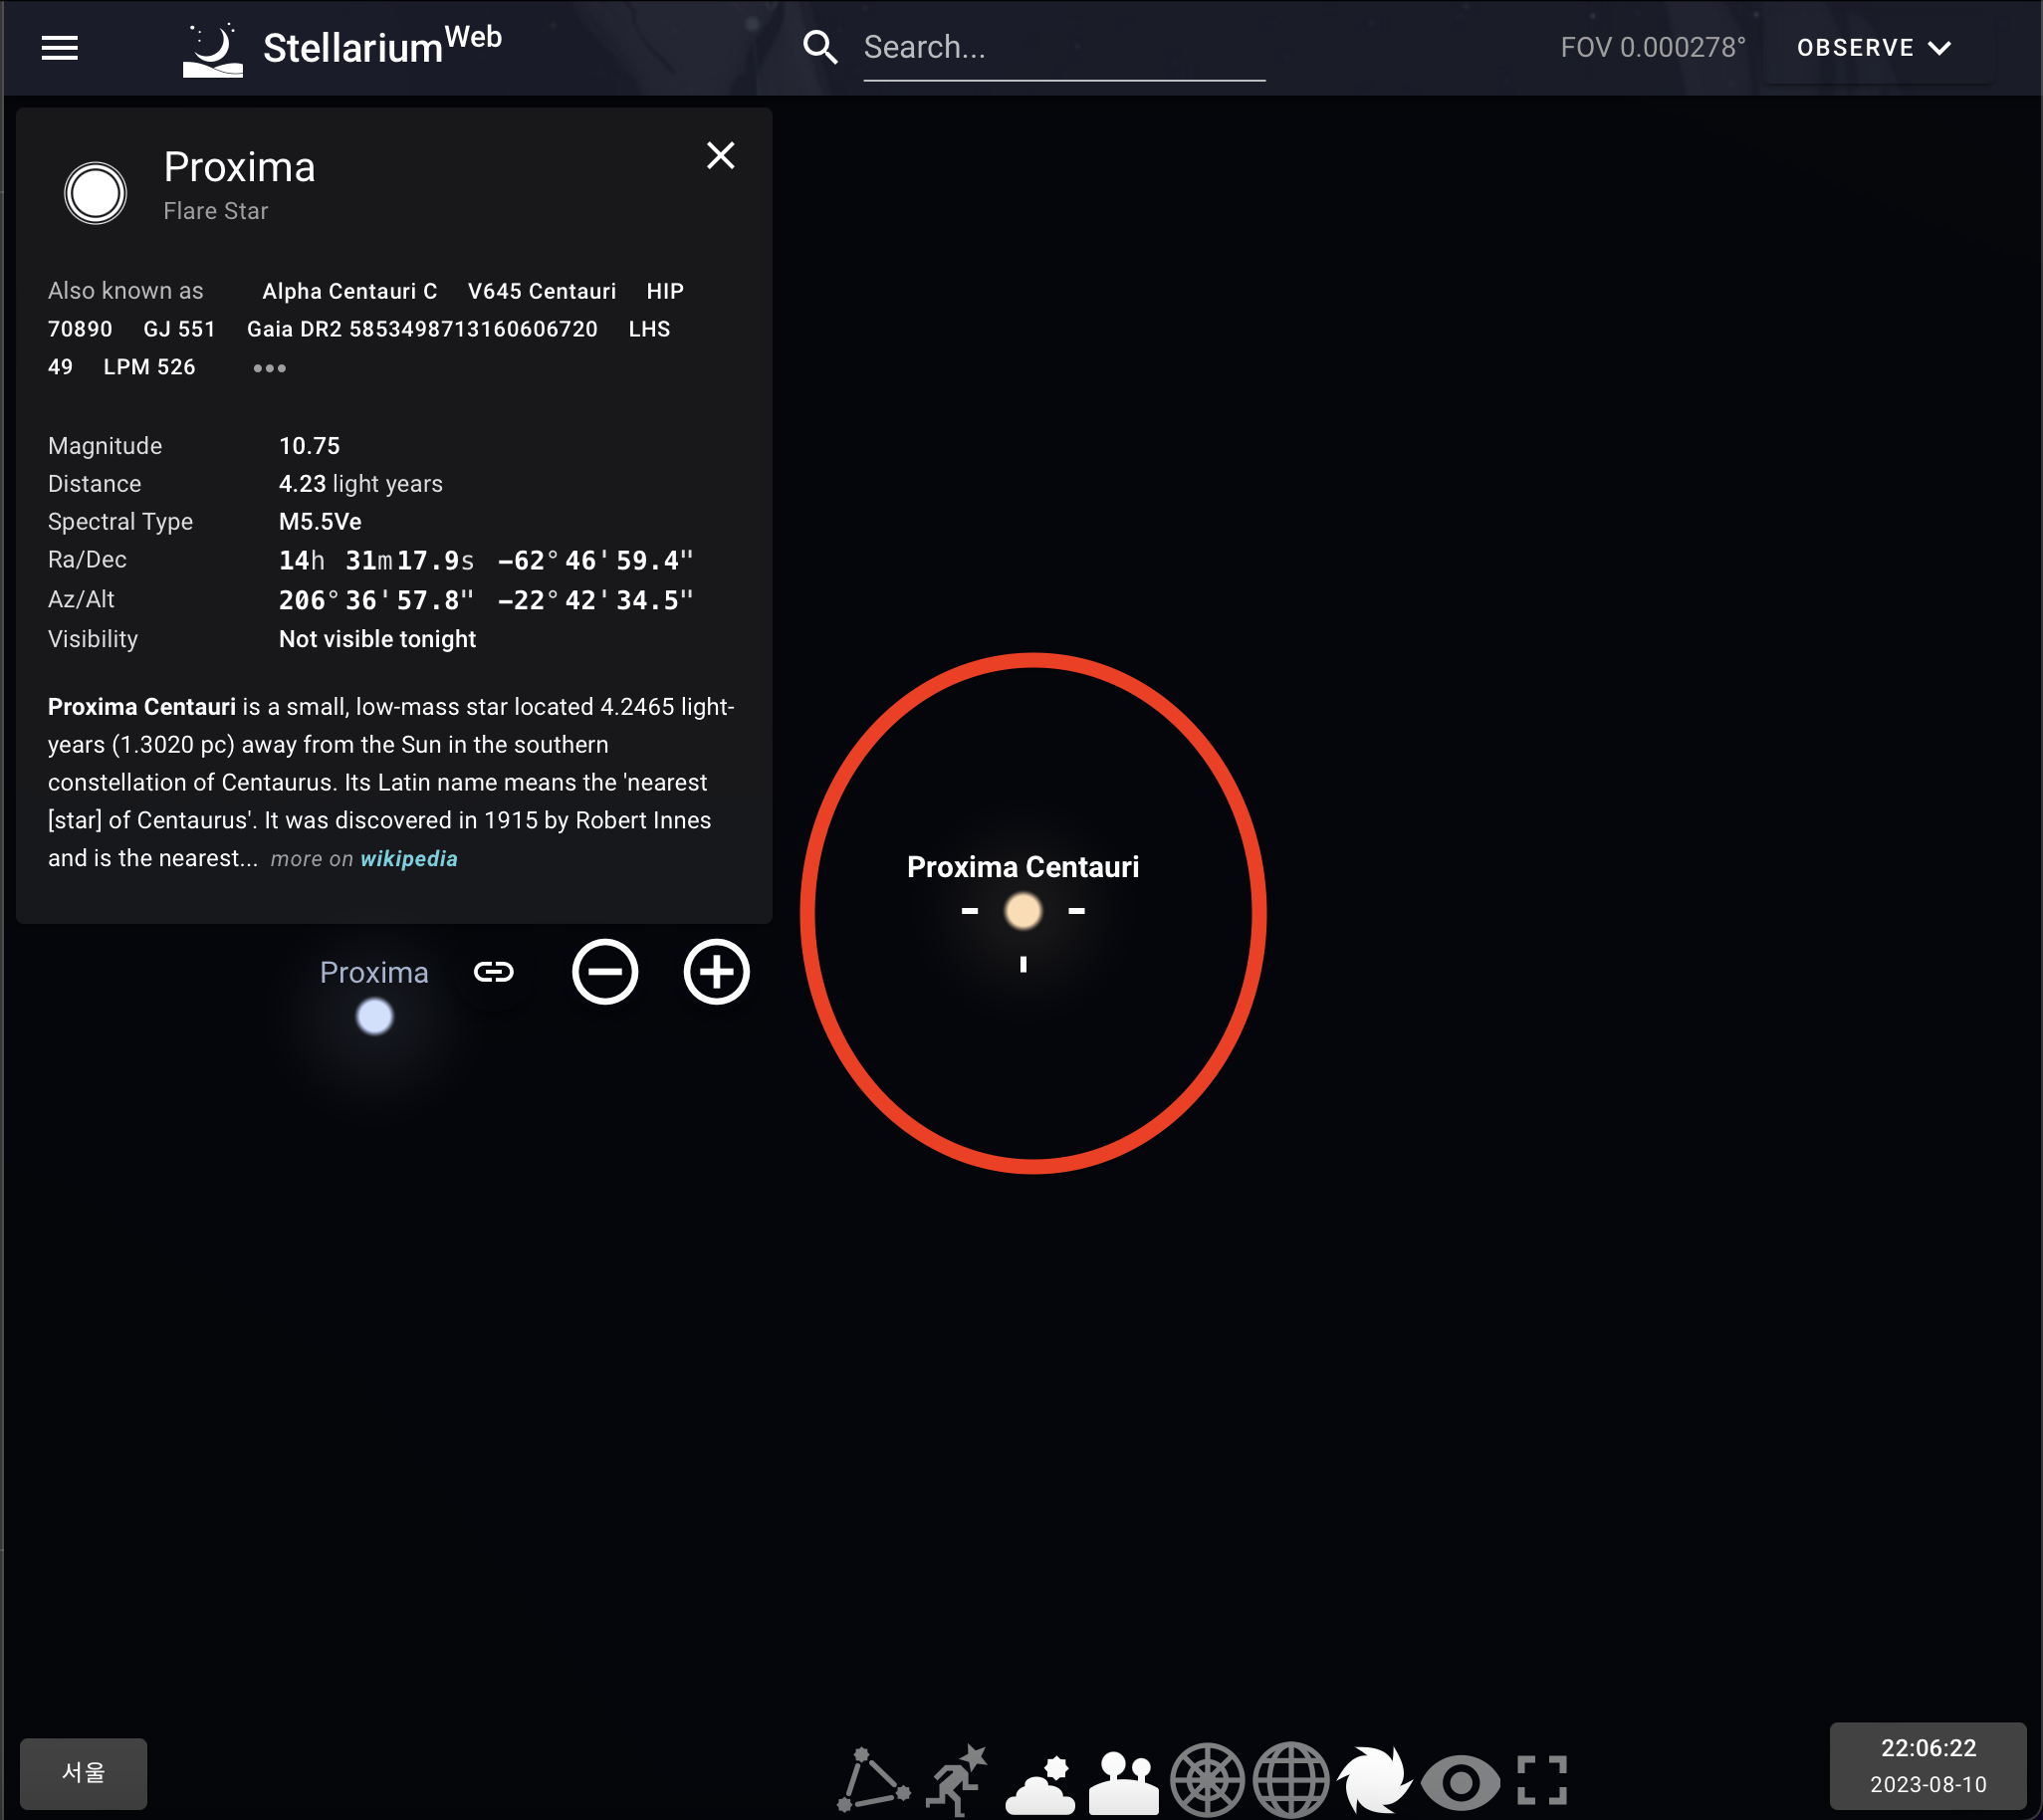 StellariumWeb
Search...
FOV 0.000278°
OBSERVE
Proxima
Flare Star
Also known as Alpha Centauri C V645 Centauri HIP
70890 GJ 551 Gaia DR2 5853498713160606720 LHS
49 LPM 526 •••
Magnitude 10.75
Distance 4.23 light years
Spectral Type M5.5Ve
Ra/Dec 14h 31m17.9s −62°46'59.4"
Az/Alt 206°36'57.8" −22°42'34.5"
Visibility Not visible tonight
Proxima Centauri is a small, low-mass star located 4.2465 light-
years (1.3020 pc) away from the Sun in the southern
constellation of Centaurus. Its Latin name means the 'nearest
[star] of Centaurus'. It was discovered in 1915 by Robert Innes
and is the nearest... more on wikipedia
Proxima Centauri
Proxima
서울
22:06:22
2023-08-10